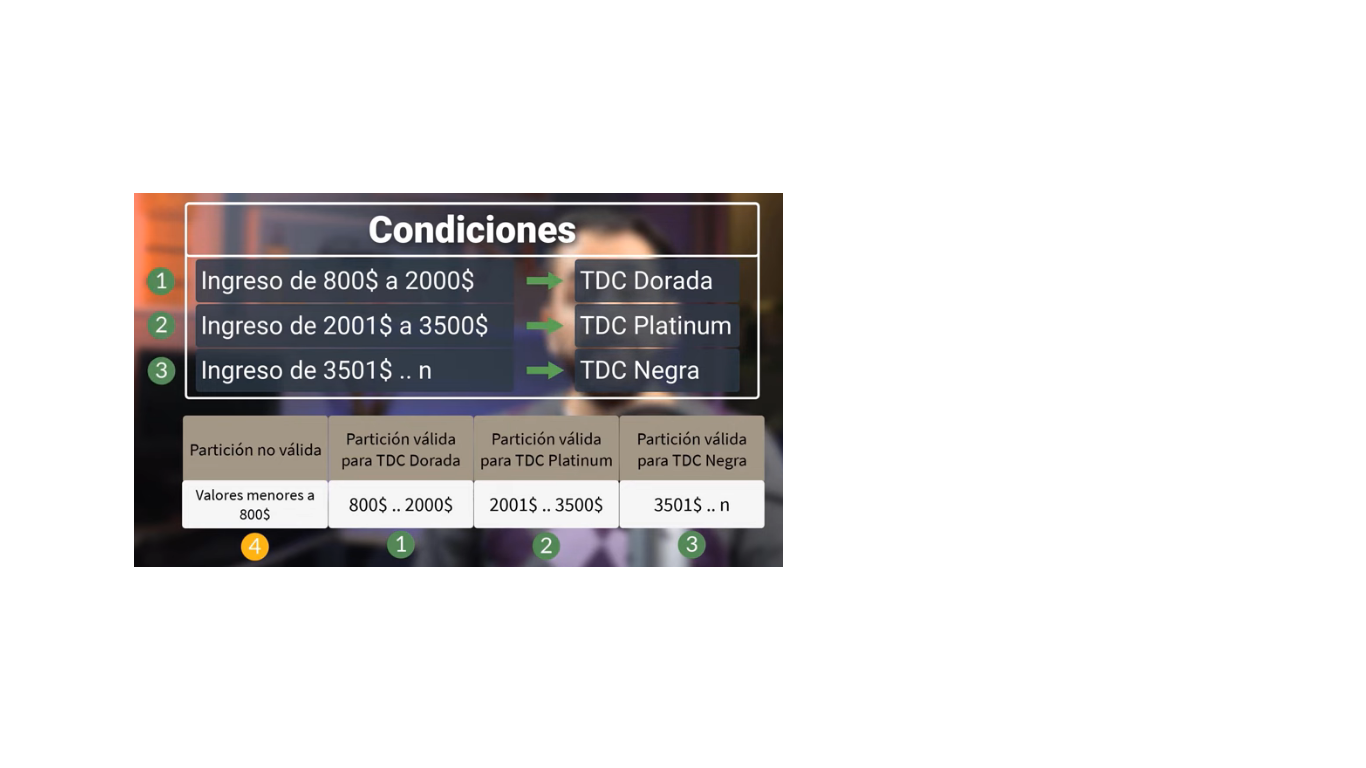 Condiciones
1 Ingreso de 800$ a 2000$ TDC Dorada
2 Ingreso de 2001$ a 3500$ TDC Platinum
3 Ingreso de 3501$ .. n TDC Negra
Partición no válida
Partición válida
para TDC Dorada
Partición válida
para TDC Platinum
Partición válida
para TDC Negra
Valores menores a
800$
800$ .. 2000$
2001$ .. 3500$
3501$ .. n
4
1
2
3